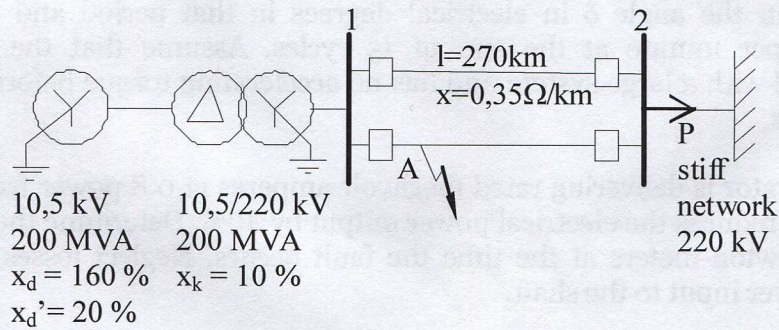 1
2
l=270km
x=0,35Ω/km
A
P
10,5 kV
200 MVA
x_d = 160 %
x_d'= 20 %
10,5/220 kV
200 MVA
x_k = 10 %
stiff
network
220 kV